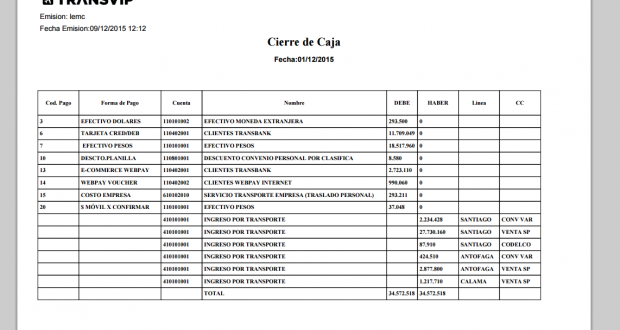 TRANSVIP
Emision: lemc
Fecha Emision:09/12/2015 12:12
Cierre de Caja
Fecha:01/12/2015
Cod. Pago Forma de Pago Cuenta Nombre DEBE HABER Linea CC
3 EFECTIVO DOLARES 110101002 EFECTIVO MONEDA EXTRANJERA 293.500 0
6 TARJETA CRED/DEB 110402001 CLIENTES TRANSBANK 11.709.049 0
7 EFECTIVO PESOS 110101001 EFECTIVO PESOS 18.517.960 0
10 DESCTO.PLANILLA 110801001 DESCUENTO CONVENIO PERSONAL POR CLASIFICA 8.580 0
13 E-COMMERCE WEBPAY 110402001 CLIENTES TRANSBANK 2.723.110 0
14 WEBPAY VOUCHER 110402002 CLIENTES WEBPAY INTERNET 990.060 0
15 COSTO EMPRESA 610102010 SERVICIO TRANSPORTE EMPRESA (TRASLADO PERSONAL) 293.211 0
20 $ MÓVIL X CONFIRMAR 110101001 EFECTIVO PESOS 37.048 0
410101001 INGRESO POR TRANSPORTE 2.234.428 SANTIAGO CONV VAR
410101001 INGRESO POR TRANSPORTE 27.730.160 SANTIAGO VENTA SP
410101001 INGRESO POR TRANSPORTE 87.910 SANTIAGO CODELCO
410101001 INGRESO POR TRANSPORTE 424.510 ANTOFAGA CONV VAR
410101001 INGRESO POR TRANSPORTE 2.877.800 ANTOFAGA VENTA SP
410101001 INGRESO POR TRANSPORTE 1.217.710 CALAMA VENTA SP
TOTAL 34.572.518 34.572.518